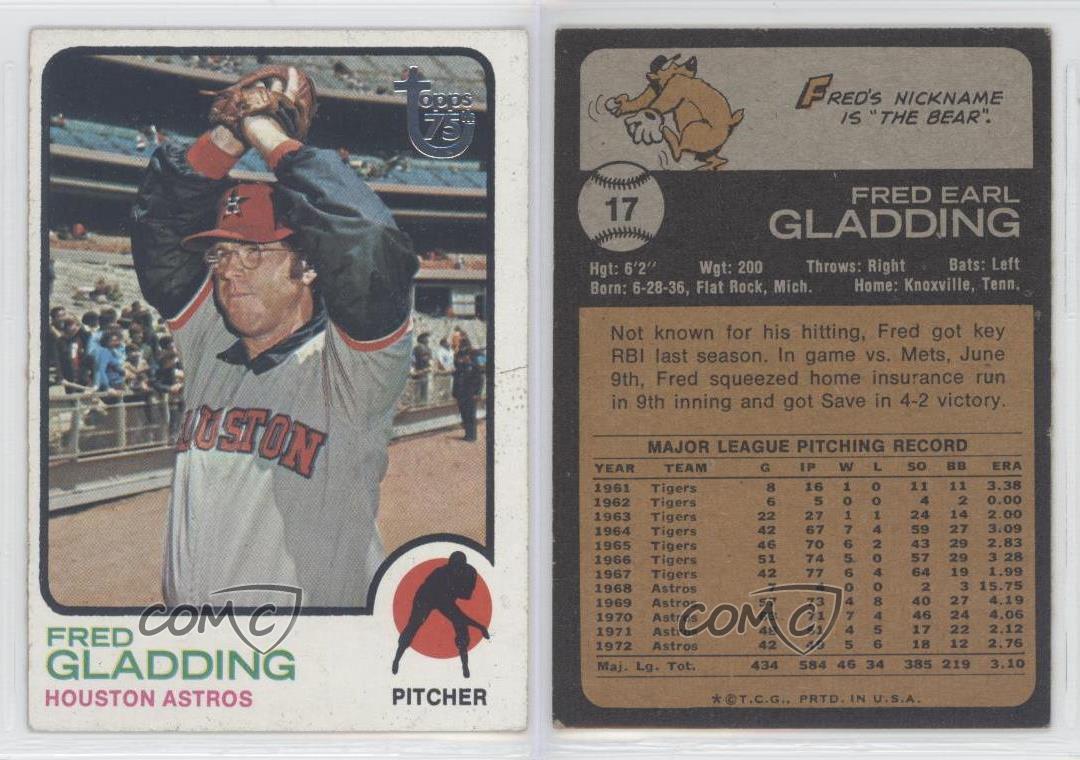 Topps
75th
H
HOUSTON
FRED
GLADDING
HOUSTON ASTROS
PITCHER
COMC
FRED'S NICKNAME
IS "THE BEAR".
17
FRED EARL
GLADDING
Hgt: 6'2" Wgt: 200 Throws: Right Bats: Left
Born: 6-28-36, Flat Rock, Mich. Home: Knoxville, Tenn.
Not known for his hitting, Fred got key
RBI last season. In game vs. Mets, June
9th, Fred squeezed home insurance run
in 9th inning and got Save in 4-2 victory.
MAJOR LEAGUE PITCHING RECORD
YEAR TEAM G IP W L SO BB ERA
1961 Tigers 8 16 1 0 11 11 3.38
1962 Tigers 6 5 0 0 4 2 0.00
1963 Tigers 22 27 1 1 24 14 2.00
1964 Tigers 42 67 7 4 59 27 3.09
1965 Tigers 46 70 6 2 43 29 2.83
1966 Tigers 51 74 5 0 57 29 3.28
1967 Tigers 42 77 6 4 64 19 1.99
1968 Astros 4 0 0 2 3 15.75
1969 Astros 57 73 4 8 40 27 4.19
1970 Astros 71 7 4 46 24 4.06
1971 Astros 48 4 5 17 22 2.12
1972 Astros 42 5 6 18 12 2.76
Maj. Lg. Tot. 434 584 46 34 385 219 3.10
COMC
*©T.C.G., PRTD. IN U.S.A.